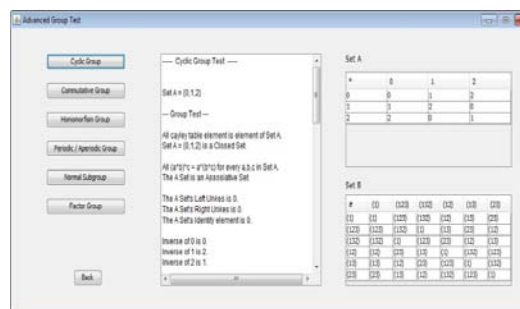 Advanced Group Test
Cyclic Group
Commutative Group
Homomorfism Group
Periodic / Aperiodic Group
Normal Subgroup
Factor Group
Back
---- Cyclic Group Test ----
Set A = {0,1,2}
--- Group Test ---
All cayley table element is element of Set A.
Set A = {0,1,2} is a Closed Set
All (a*b)*c = a*(b*c) for every a,b,c in Set A.
The A Set is an Assosiative Set
The A Set's Left Unkes is 0.
The A Set's Right Unkes is 0.
The A Set's Identity element is 0.
Inverse of 0 is 0.
Inverse of 1 is 2.
Inverse of 2 is 1.
Set A
* 0 1 2
0 0 1 2
1 1 2 0
2 2 0 1
Set B
# (1) (123) (132) (12) (13) (23)
(1) (1) (123) (132) (12) (13) (23)
(123) (123) (132) (1) (13) (23) (12)
(132) (132) (1) (123) (23) (12) (13)
(12) (12) (23) (13) (1) (132) (123)
(13) (13) (12) (23) (123) (1) (132)
(23) (23) (13) (12) (132) (123) (1)